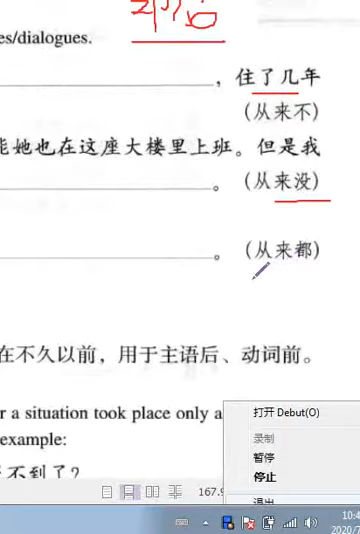 es/dialogues.
，住了几年
（从来不）
能她也在这座大楼里上班。但是我
。（从来没）
。（从来都）
在不久以前，用于主语后、动词前。
r a situation took place only a
example:
不到了？
打开 Debut(O)
录制
暂停
停止
退出
167.9
10:4
2020/7